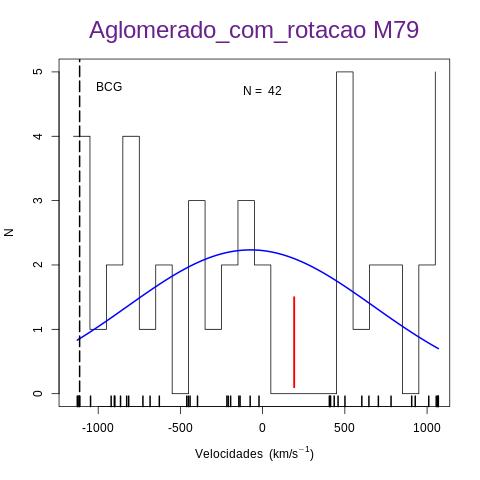 Aglomerado_com_rotacao M79
BCG
N = 42
5
4
3
2
1
0
N
-1000 -500 0 500 1000
Velocidades (km/s⁻¹)